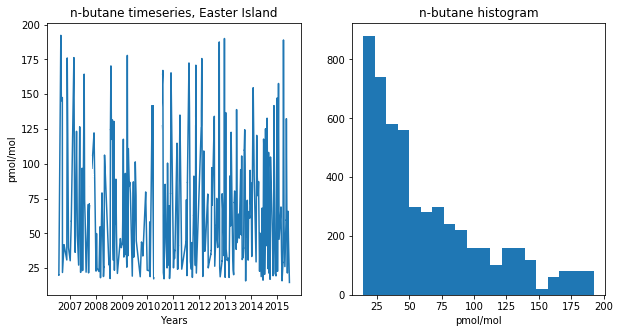 n-butane timeseries, Easter Island
pmol/mol
200
175
150
125
100
75
50
25
2007 2008 2009 2010 2011 2012 2013 2014 2015
Years
n-butane histogram
800
600
400
200
0
25 50 75 100 125 150 175 200
pmol/mol